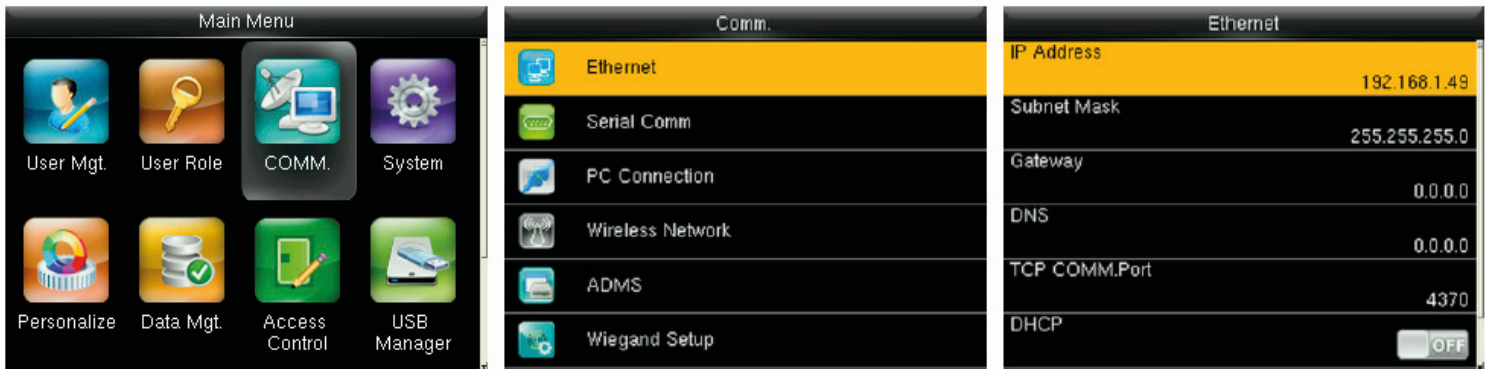 Main Menu
User Mgt.
User Role
COMM.
System
Personalize
Data Mgt.
Access
Control
USB
Manager
Comm.
Ethernet
Serial Comm
PC Connection
Wireless Network
ADMS
Wiegand Setup
Ethernet
IP Address
192.168.1.49
Subnet Mask
255.255.255.0
Gateway
0.0.0.0
DNS
0.0.0.0
TCP COMM.Port
4370
DHCP
OFF